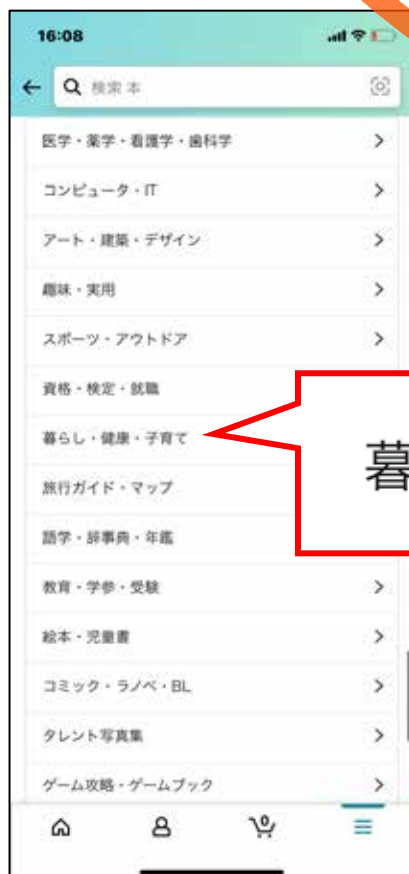 16:08
検索 本
医学・薬学・看護学・歯科学
コンピュータ・IT
アート・建築・デザイン
趣味・実用
スポーツ・アウトドア
資格・検定・就職
暮らし・健康・子育て
暮
旅行ガイド・マップ
語学・辞事典・年鑑
教育・学参・受験
絵本・児童書
コミック・ラノベ・BL
タレント写真集
ゲーム攻略・ゲームブック
0